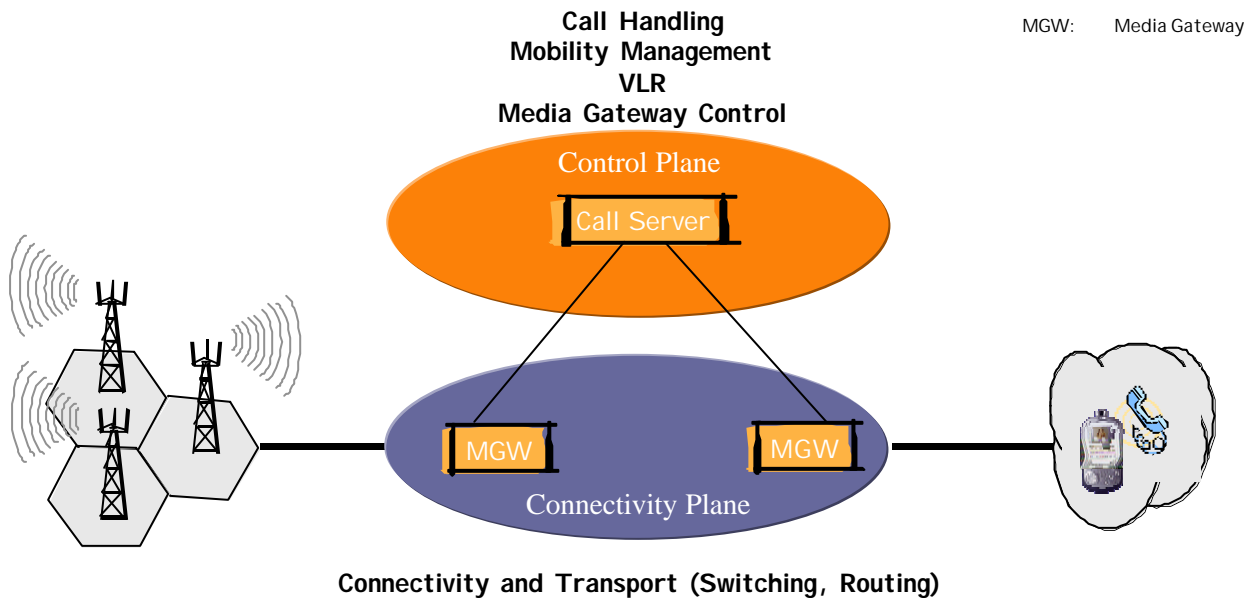 Call Handling
Mobility Management
VLR
Media Gateway Control
MGW: Media Gateway
Control Plane
Call Server
MGW
MGW
Connectivity Plane
Connectivity and Transport (Switching, Routing)